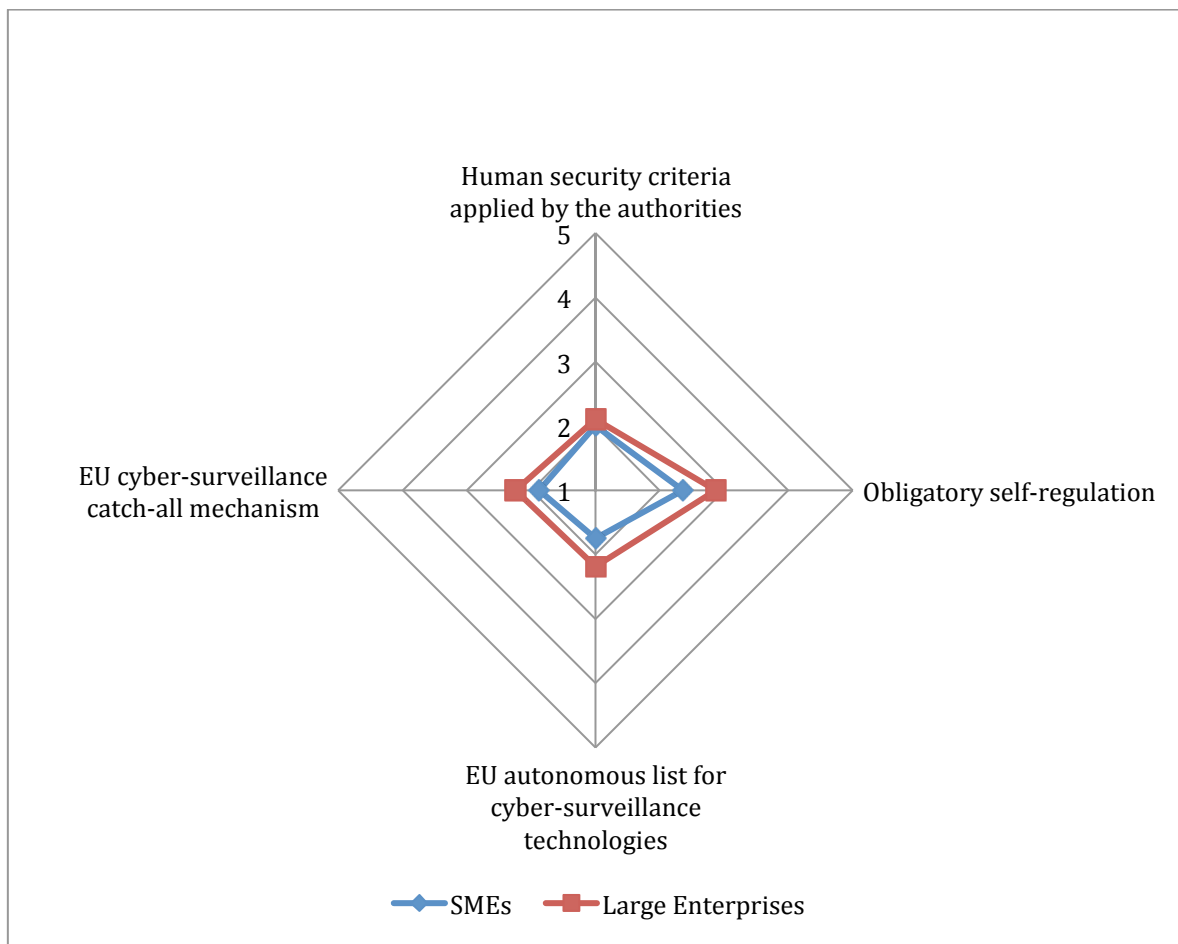 Human security criteria
applied by the authorities
5
4
3
2
1
EU cyber-surveillance
catch-all mechanism
Obligatory self-regulation
EU autonomous list for
cyber-surveillance
technologies
SMEs
Large Enterprises